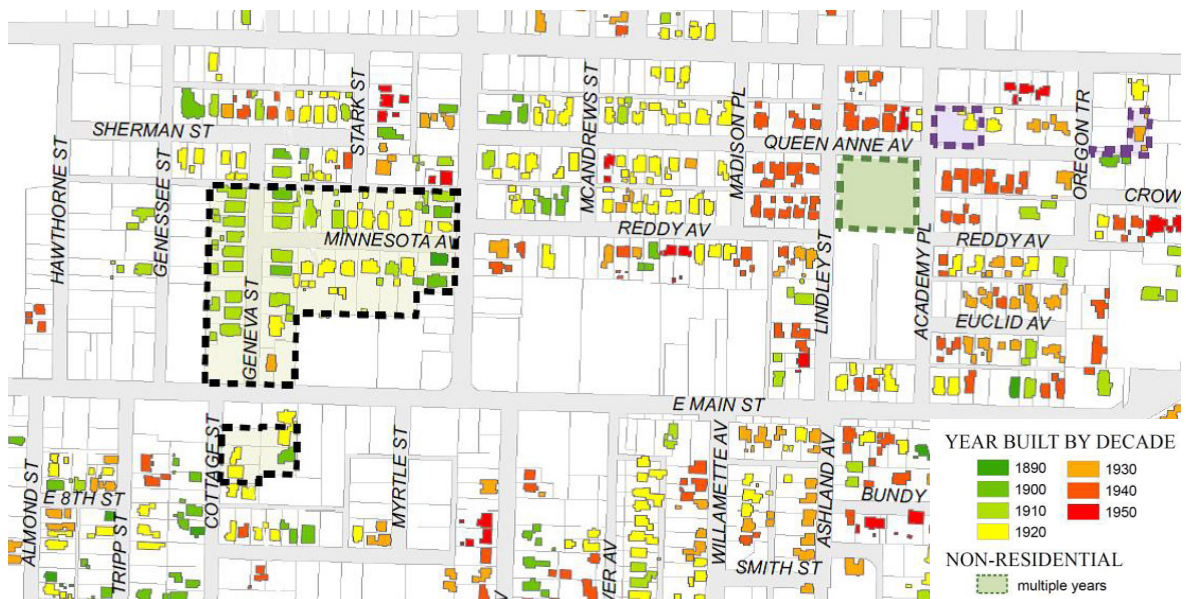 SHERMAN ST
STARK ST
MCANDREWS ST
MADISON PL
QUEEN ANNE AV
OREGON TR
HAWTHORNE ST
GENESSEE ST
CROW
MINNESOTA AV
REDDY AV
REDDY AV
LINDLEY ST
ACADEMY PL
GENEVA ST
EUCLID AV
E MAIN ST
COTTAGE ST
MYRTLE ST
ALMOND ST
E 8TH ST
TRIPP ST
VER AV
WILLAMETTE AV
ASHLAND AV
BUNDY
SMITH ST
YEAR BUILT BY DECADE
1890 1930
1900 1940
1910 1950
1920
NON-RESIDENTIAL
multiple years